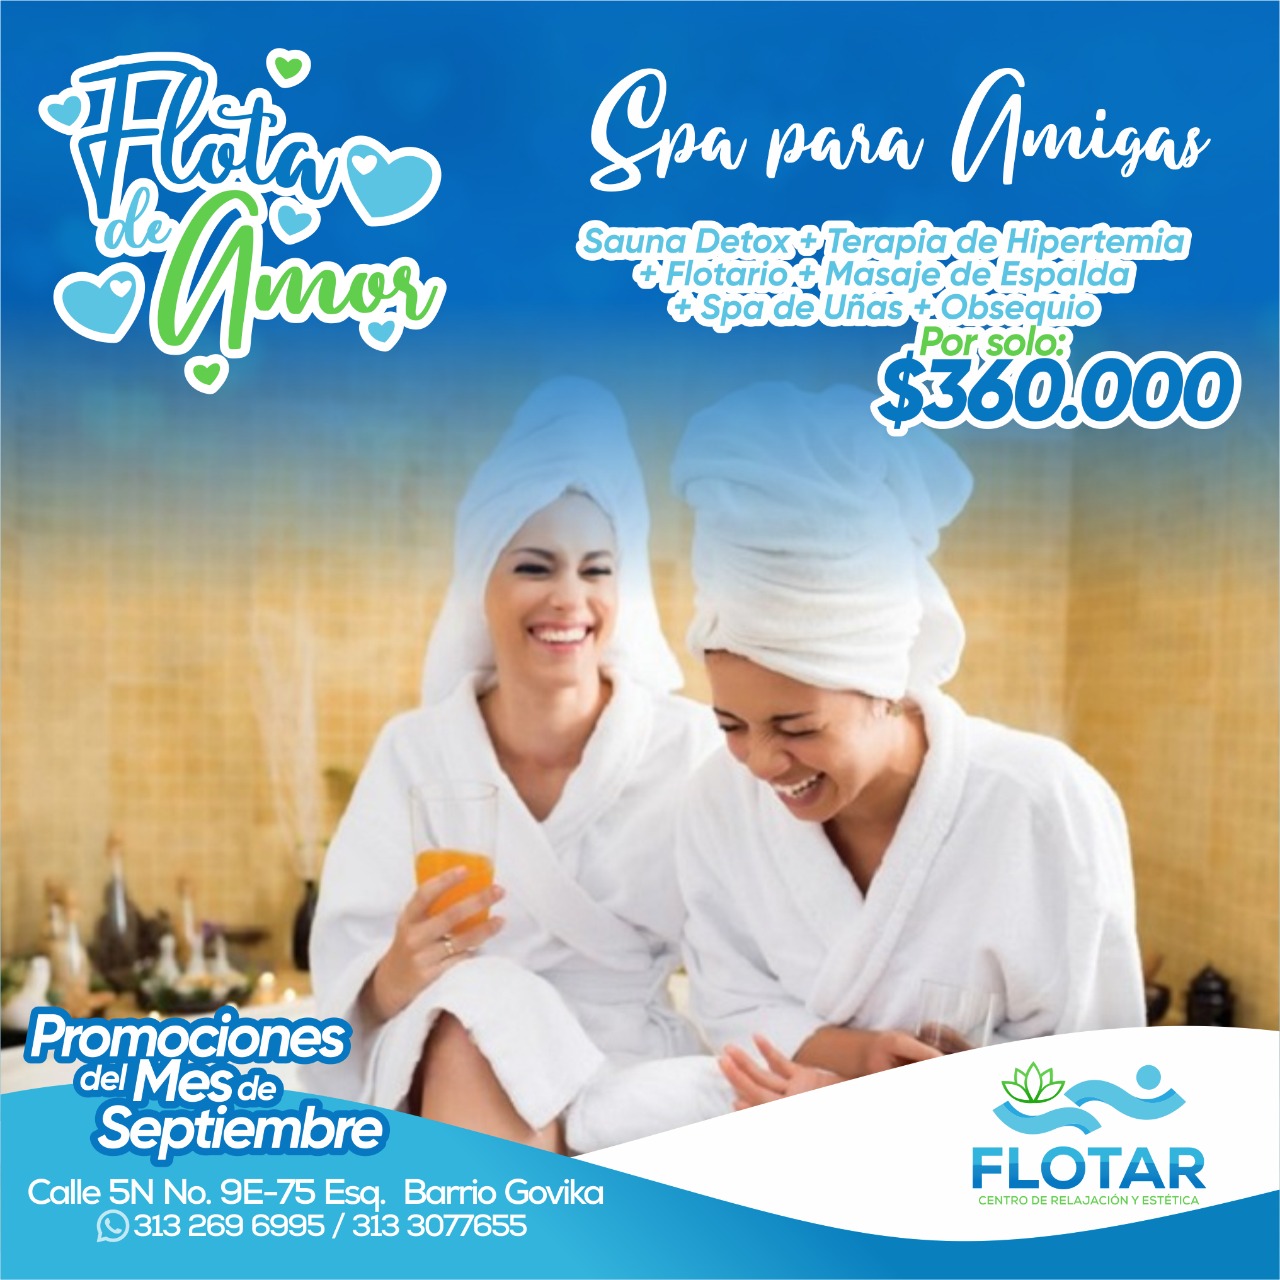 Flota
de Amor
Spa para Amigas
Sauna Detox + Terapia de Hipertemia
+ Flotario + Masaje de Espalda
+ Spa de Uñas + Obsequio
Por solo:
$360.000
Promociones
del Mes de
Septiembre
Calle 5N No. 9E-75 Esq. Barrio Govika
313 269 6995 / 313 3077655
FLOTAR
CENTRO DE RELAJACIÓN Y ESTÉTICA